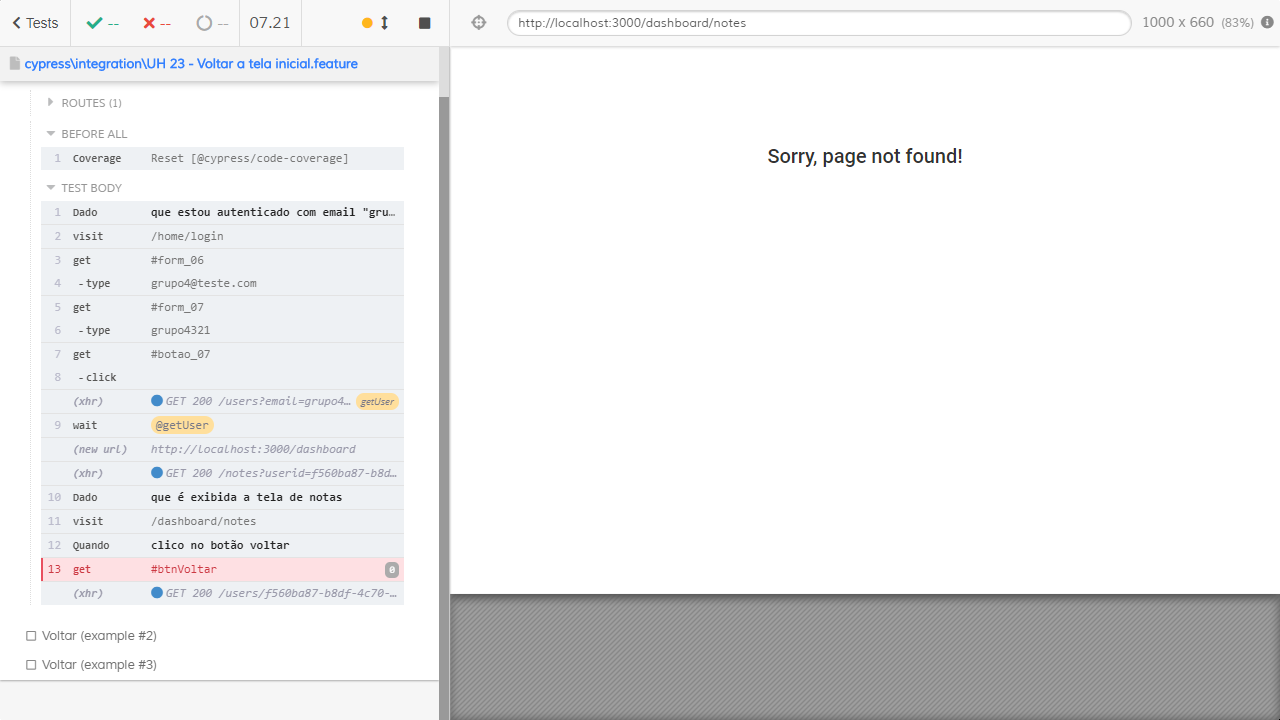 Tests -- -- -- 07.21
cypress\integration\UH 23 - Voltar a tela inicial.feature
ROUTES (1)
BEFORE ALL
1 Coverage Reset [@cypress/code-coverage]
TEST BODY
1 Dado que estou autenticado com email "gru…
2 visit /home/login
3 get #form_06
4 -type grupo4@teste.com
5 get #form_07
6 -type grupo4321
7 get #botao_07
8 -click
(xhr) GET 200 /users?email=grupo4… getUser
9 wait @getUser
(new url) http://localhost:3000/dashboard
(xhr) GET 200 /notes?userid=f560ba87-b8d…
10 Dado que é exibida a tela de notas
11 visit /dashboard/notes
12 Quando clico no botão voltar
13 get #btnVoltar 0
(xhr) GET 200 /users/f560ba87-b8df-4c70-…
Voltar (example #2)
Voltar (example #3)
http://localhost:3000/dashboard/notes 1000 x 660 (83%)
Sorry, page not found!